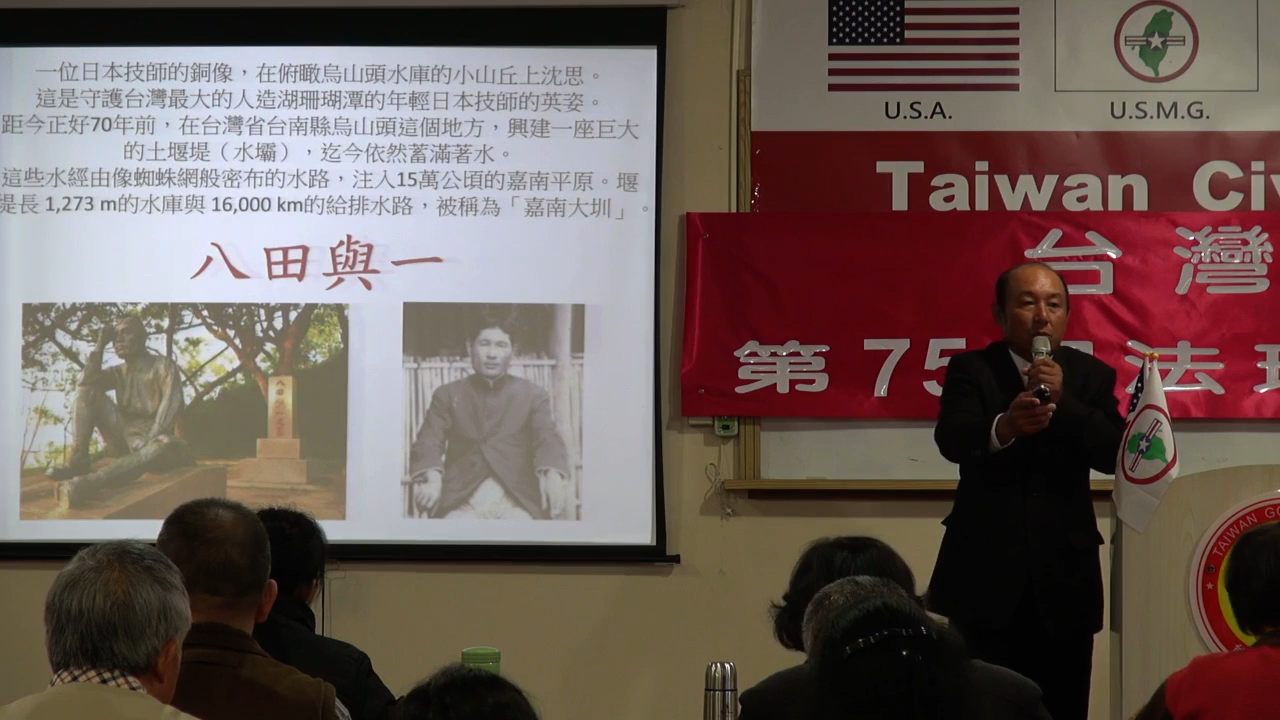 一位日本技師的銅像，在俯瞰烏山頭水庫的小山丘上沈思。
這是守護台灣最大的人造湖珊瑚潭的年輕日本技師的英姿。
距今正好70年前，在台灣省台南縣烏山頭這個地方，興建一座巨大
的土堰堤（水壩），迄今依然蓄滿著水。
這些水經由像蜘蛛網般密布的水路，注入15萬公頃的嘉南平原。堰
堤長 1,273 m的水庫與 16,000 km的給排水路，被稱為「嘉南大圳」。
八田與一
U.S.A.
U.S.M.G.
Taiwan Civ
台灣
第 75
法理
TAIWAN GO